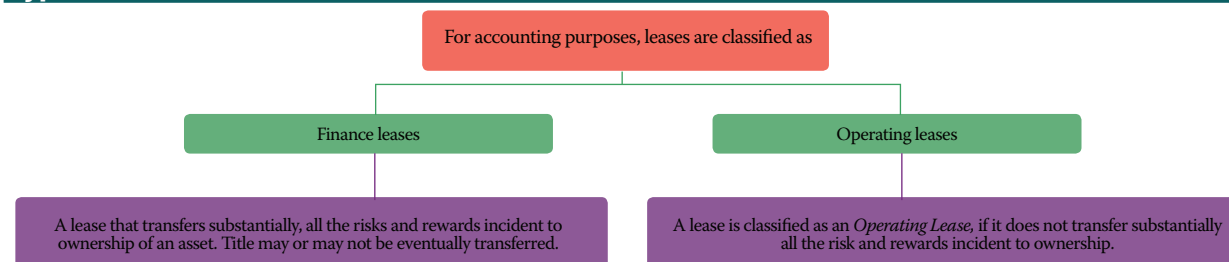 For accounting purposes, leases are classified as
Finance leases
Operating leases
A lease that transfers substantially, all the risks and rewards incident to
ownership of an asset. Title may or may not be eventually transferred.
A lease is classified as an Operating Lease, if it does not transfer substantially
all the risk and rewards incident to ownership.